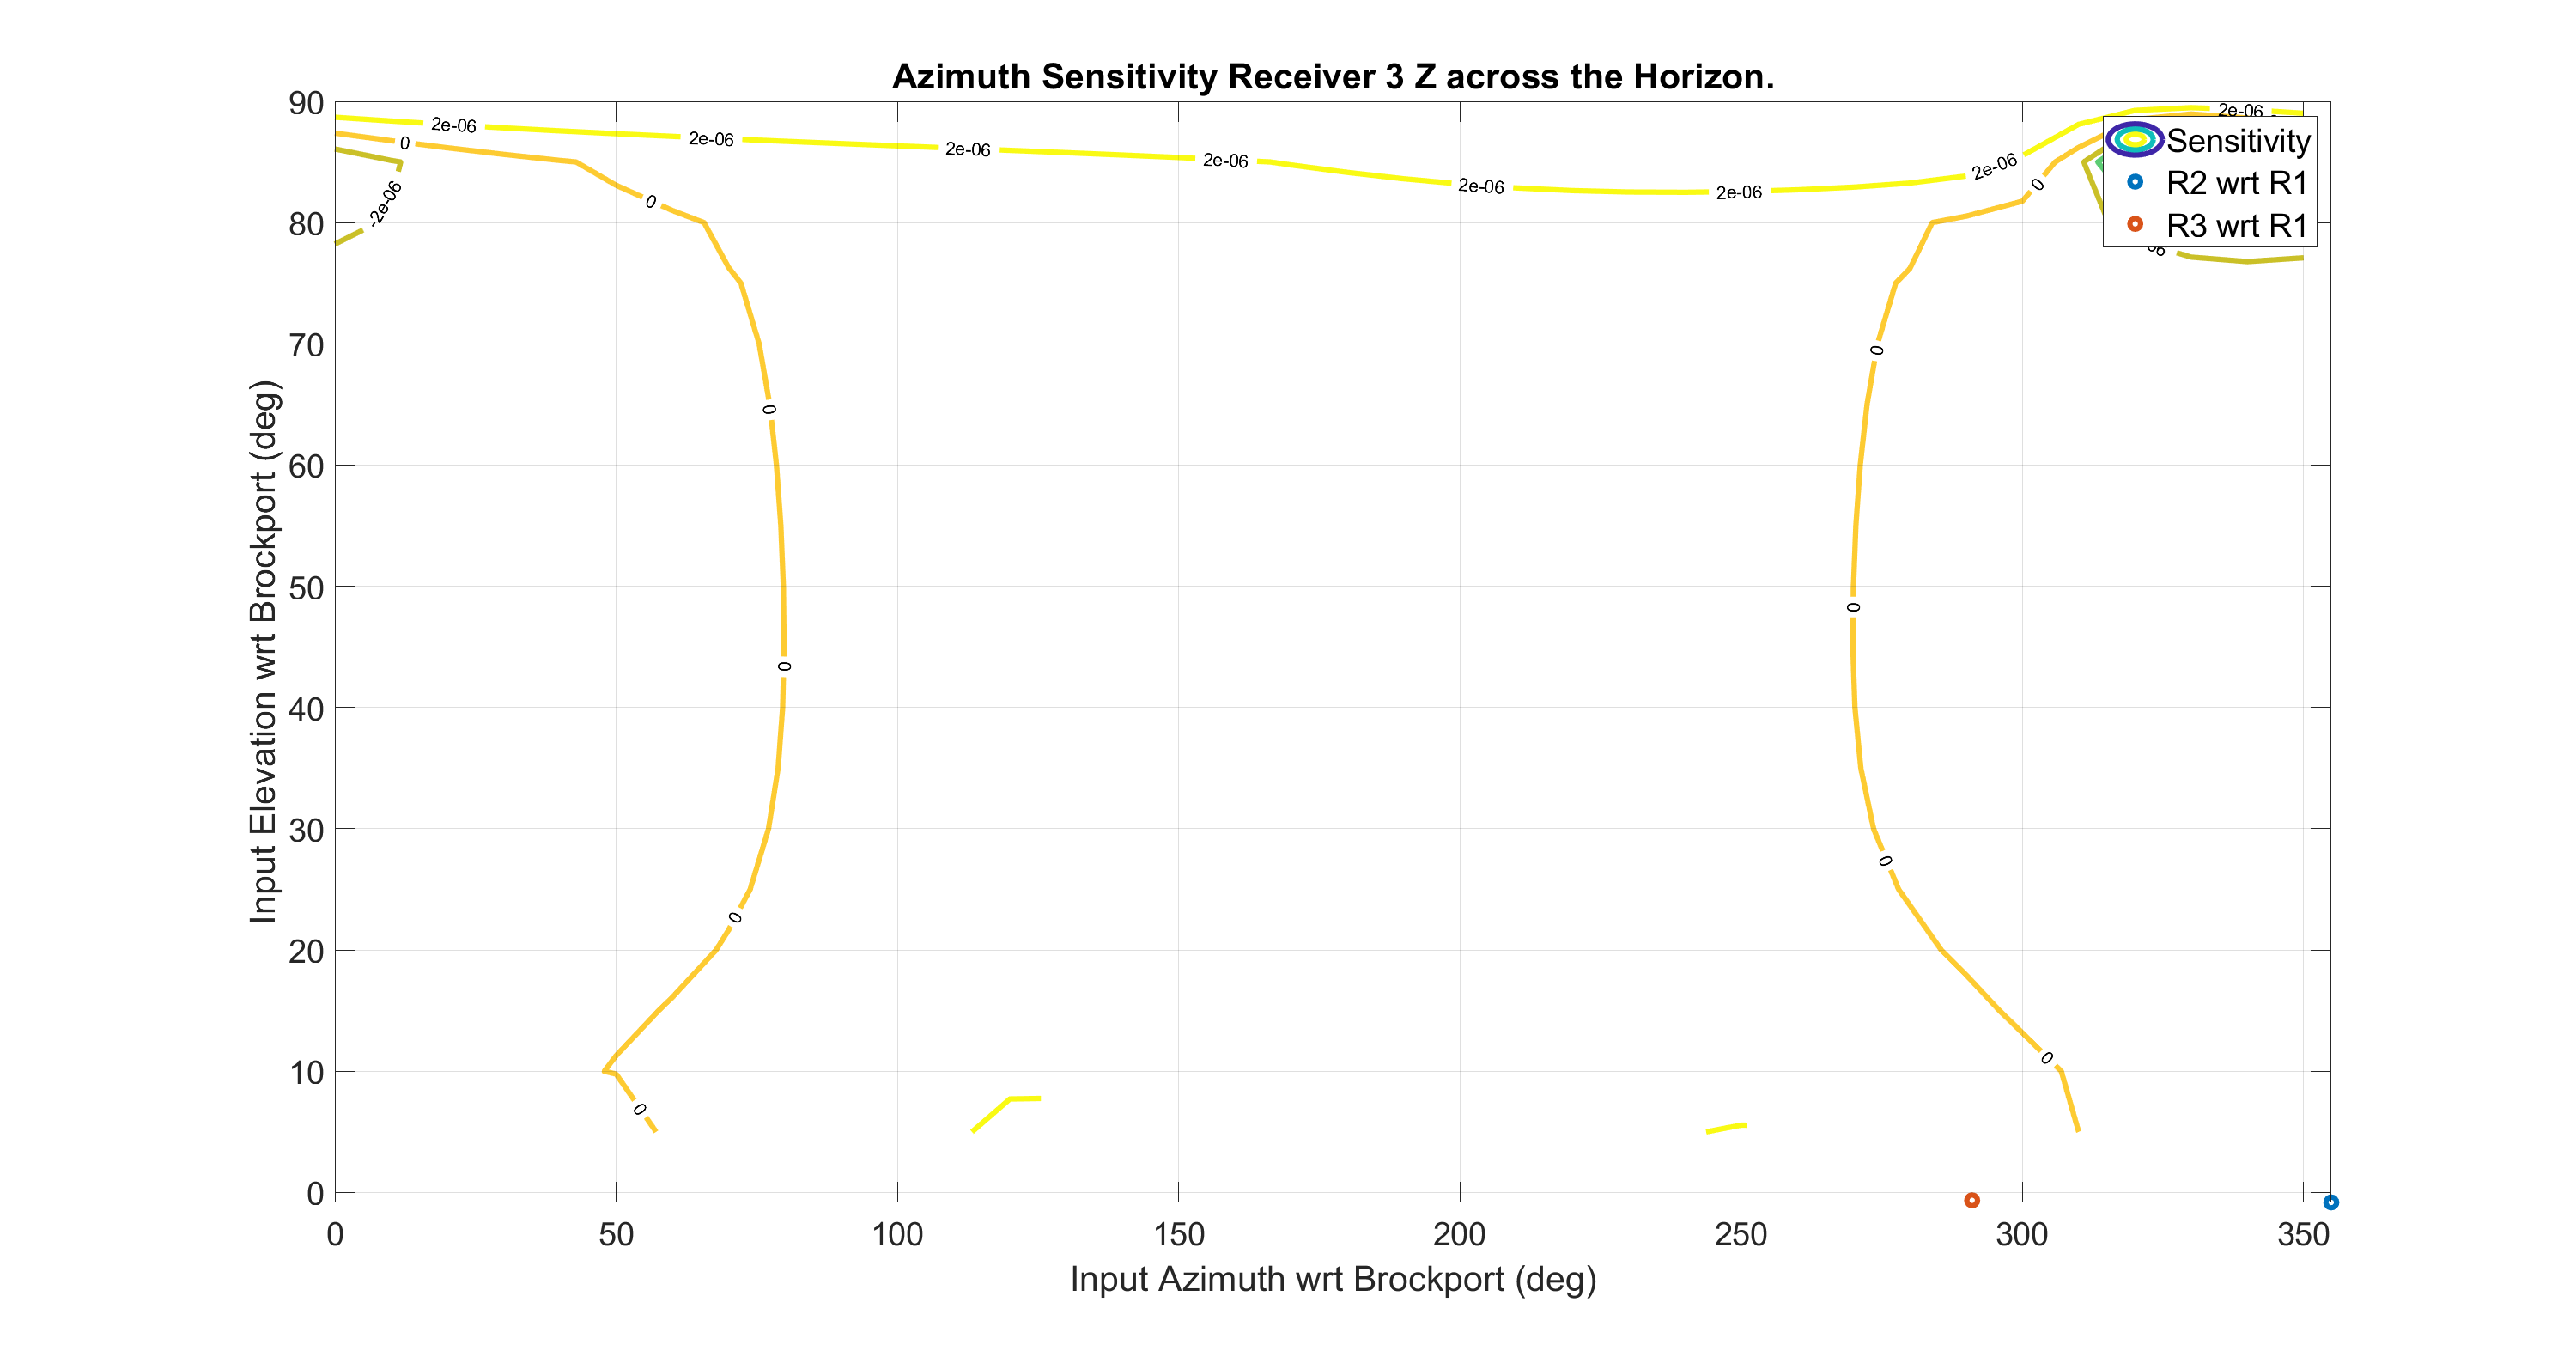 Azimuth Sensitivity Receiver 3 Z across the Horizon.
90
80
70
60
50
40
30
20
10
0
Input Elevation wrt Brockport (deg)
2e-06
2e-06
2e-06
2e-06
2e-06
2e-06
2e-06
2e-06
0
-2e-06
0
0
0
0
0
0
0
0
0
0
Sensitivity
R2 wrt R1
R3 wrt R1
0
50
100
150
200
250
300
350
Input Azimuth wrt Brockport (deg)